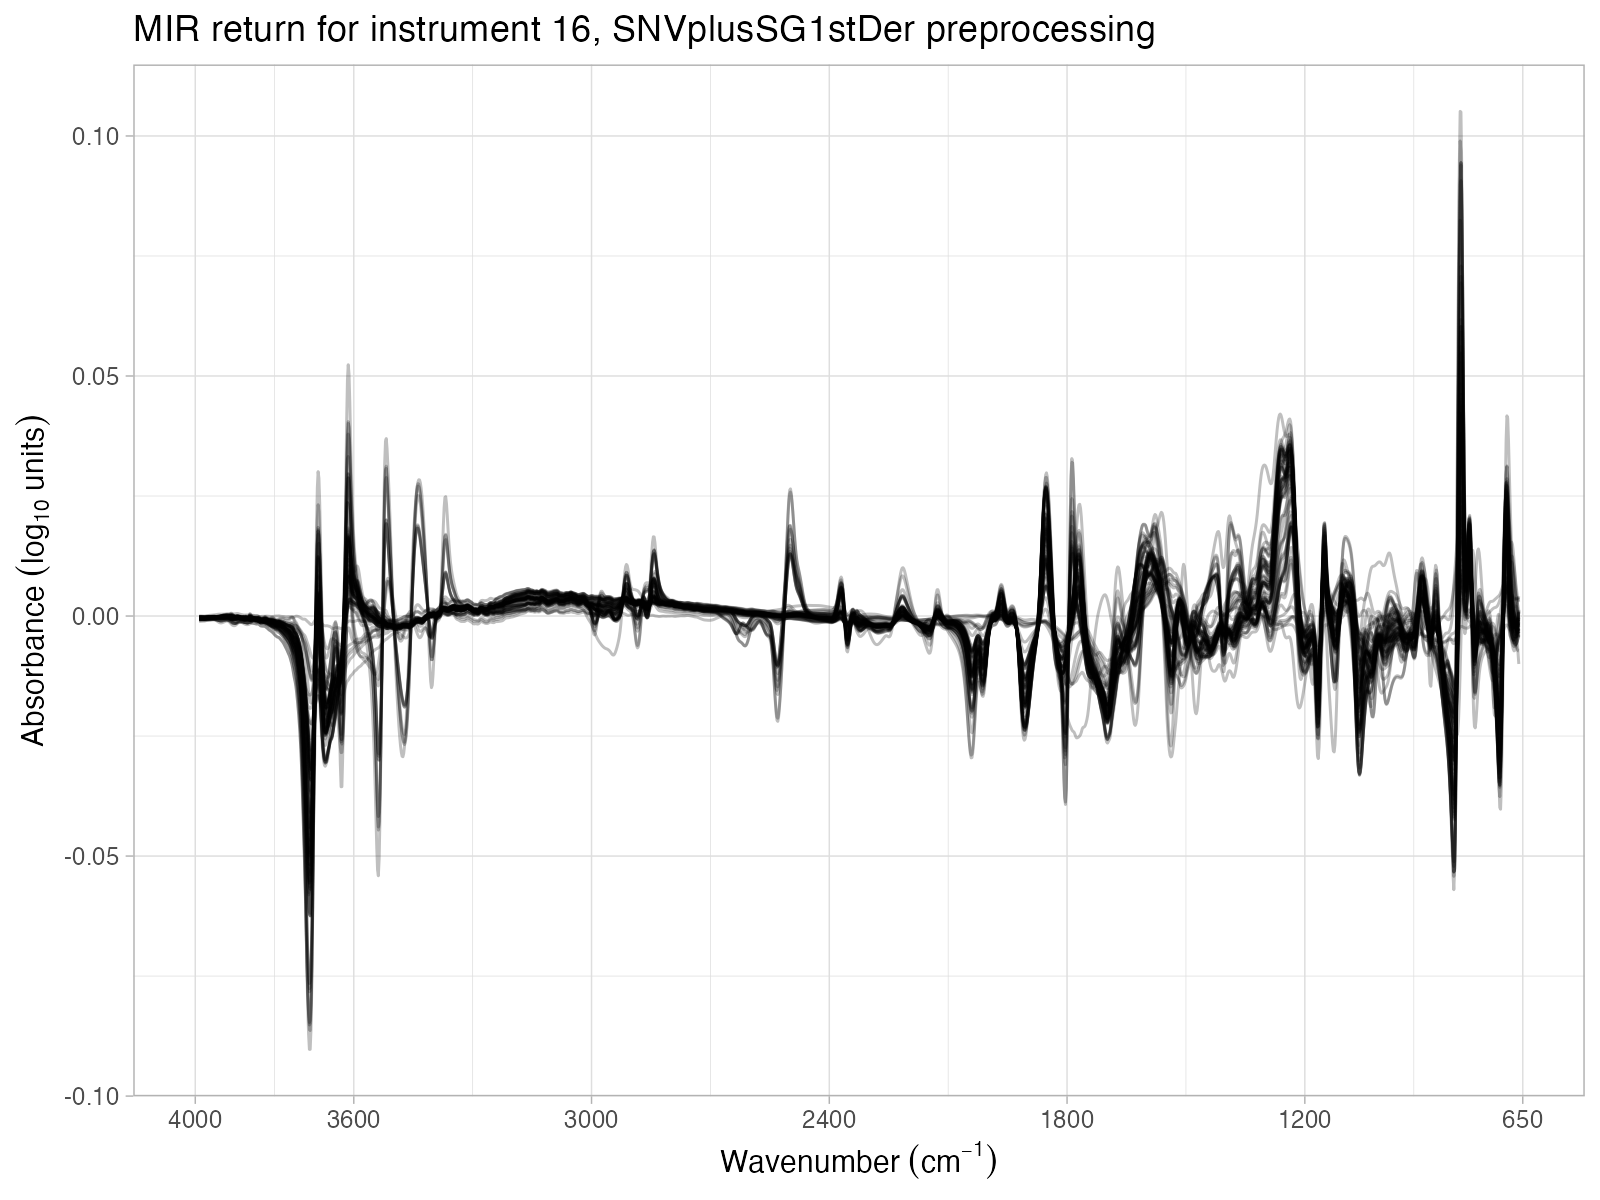 MIR return for instrument 16, SNVplusSG1stDer preprocessing
Absorbance (log₁₀ units)
0.10
0.05
0.00
-0.05
-0.10
4000 3600 3000 2400 1800 1200 650
Wavenumber (cm⁻¹)